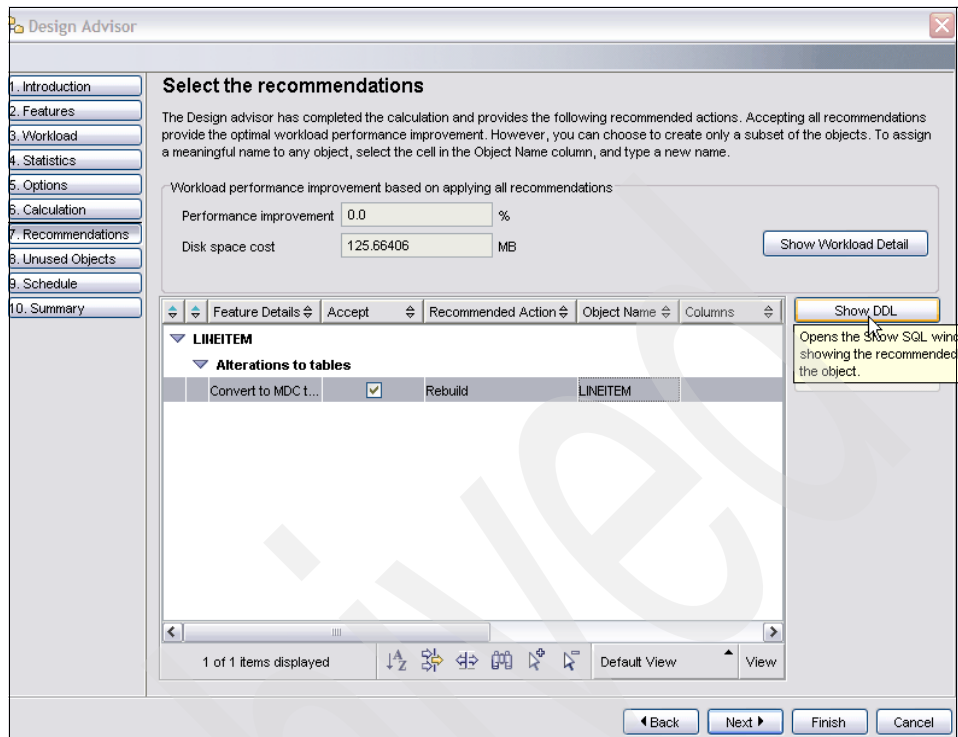 Design Advisor
1. Introduction
2. Features
3. Workload
4. Statistics
5. Options
6. Calculation
7. Recommendations
8. Unused Objects
9. Schedule
10. Summary
Select the recommendations
The Design advisor has completed the calculation and provides the following recommended actions. Accepting all recommendations
provide the optimal workload performance improvement. However, you can choose to create only a subset of the objects. To assign
a meaningful name to any object, select the cell in the Object Name column, and type a new name.
Workload performance improvement based on applying all recommendations
Performance improvement 0.0 %
Disk space cost 125.66406 MB
Show Workload Detail
Feature Details Accept Recommended Action Object Name Columns
LINEITEM
Alterations to tables
Convert to MDC t... Rebuild LINEITEM
Show DDL
Opens the Show SQL wind
showing the recommended
the object.
1 of 1 items displayed
Default View
View
Back
Next
Finish
Cancel